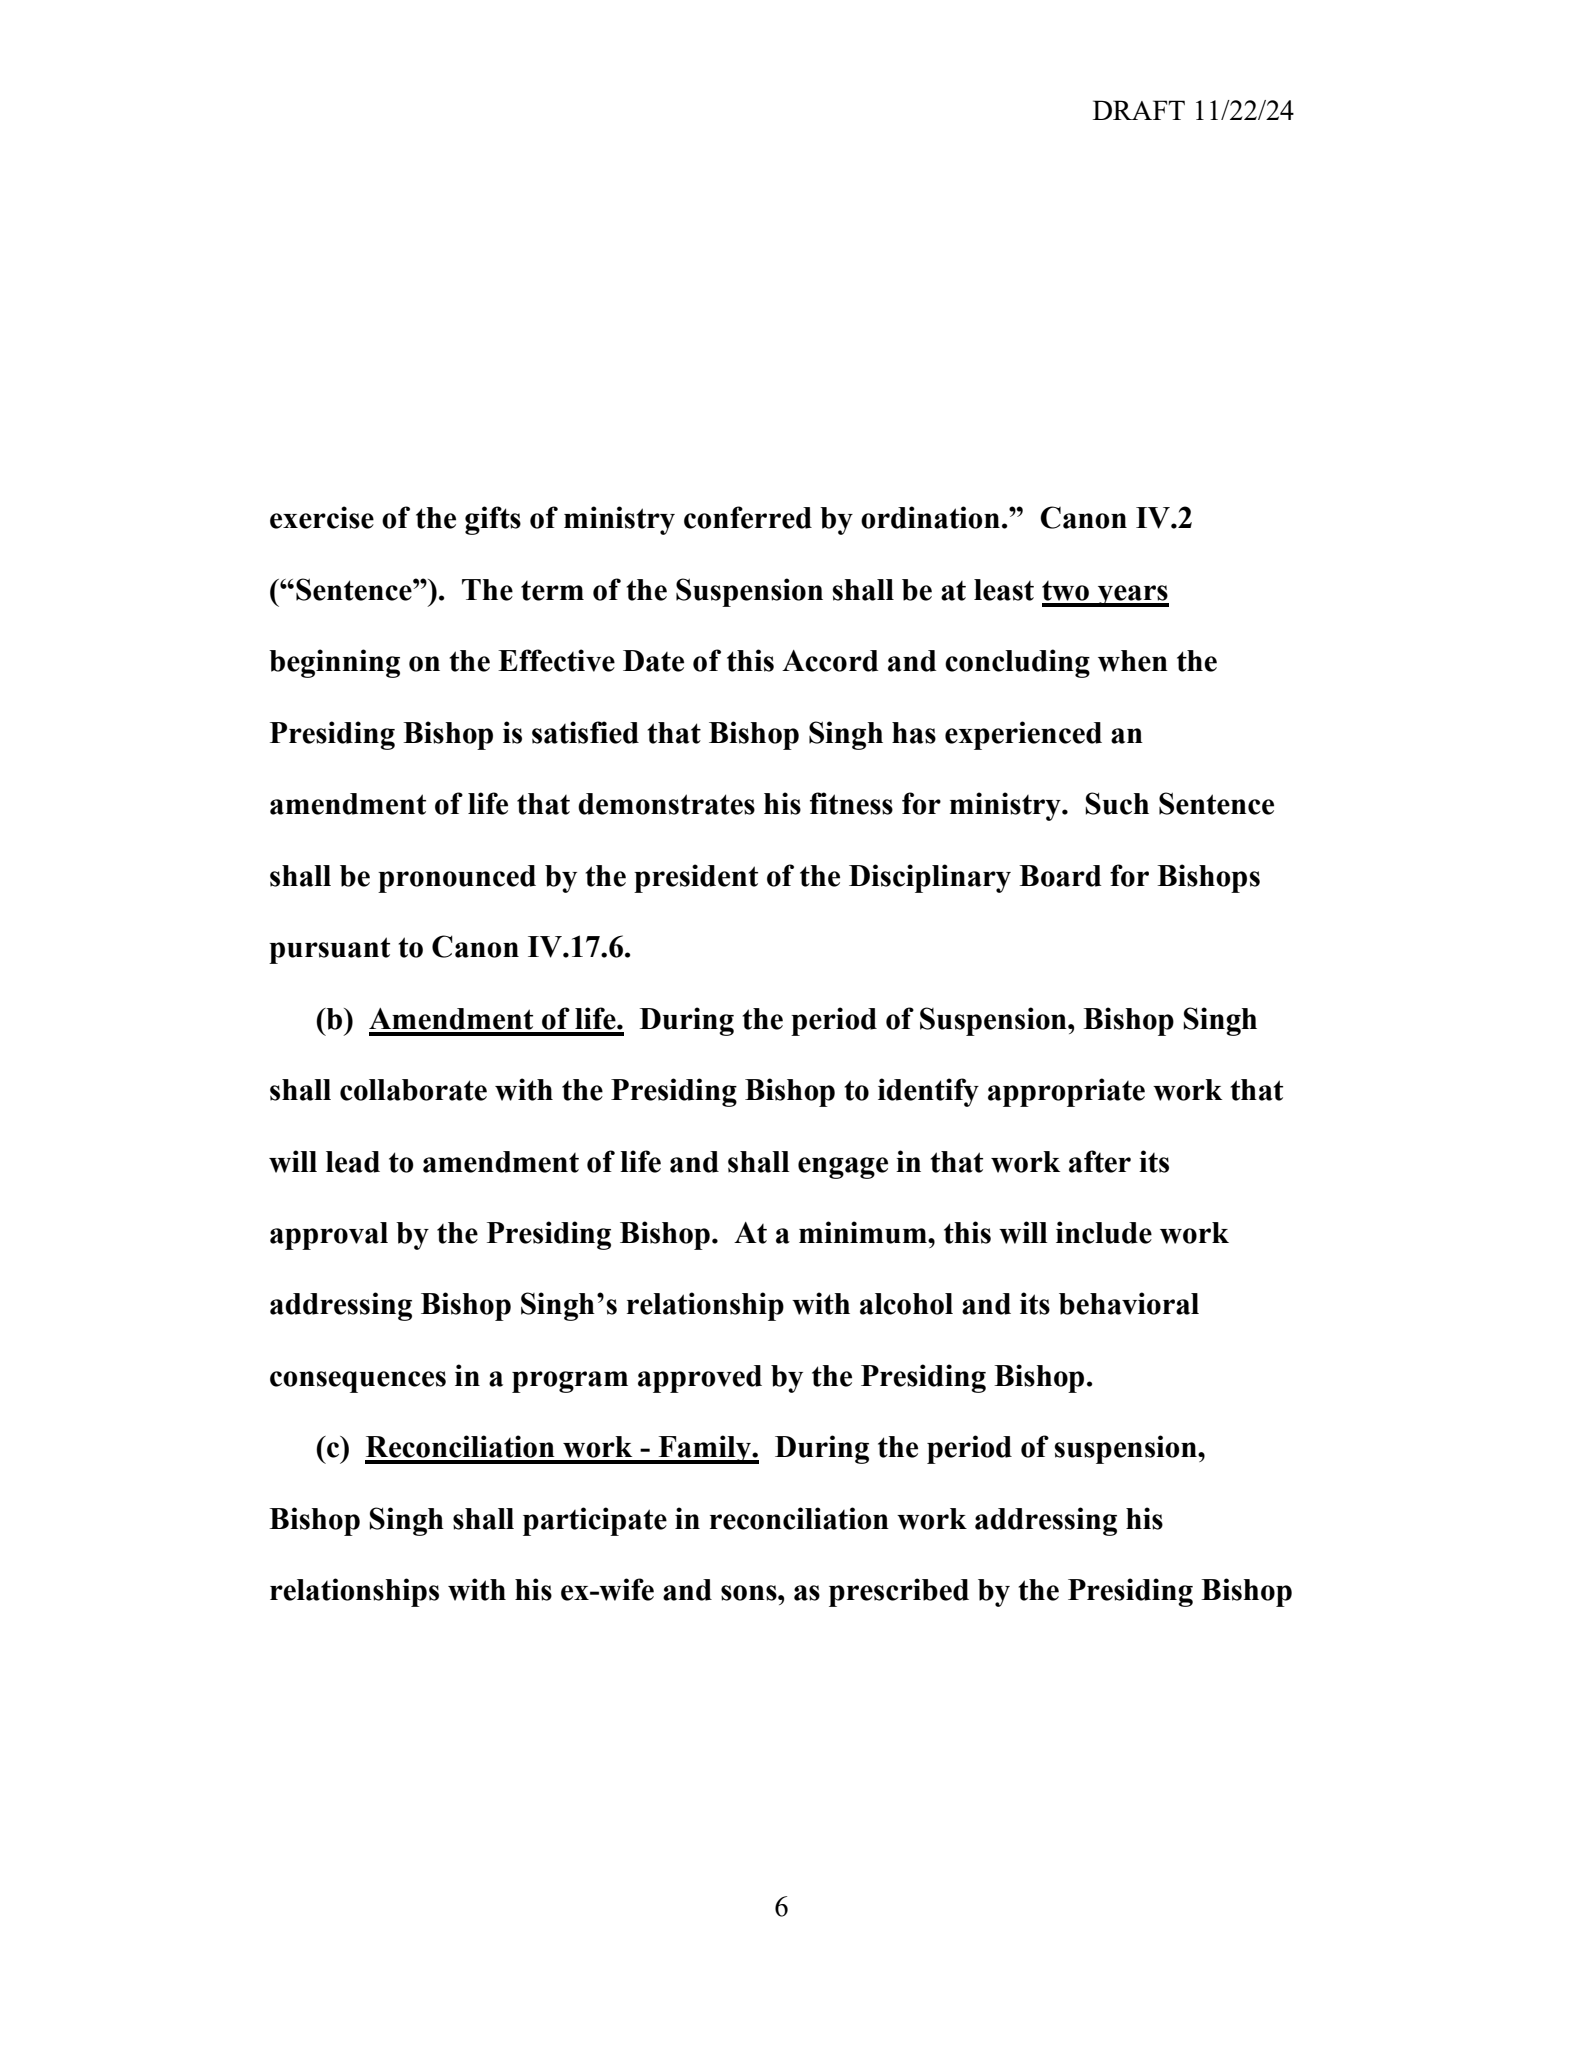 DRAFT 11/22/24
exercise of the gifts of ministry conferred by ordination.”  Canon IV.2
(“Sentence”).  The term of the Suspension shall be at least two years
beginning on the Effective Date of this Accord and concluding when the
Presiding Bishop is satisfied that Bishop Singh has experienced an
amendment of life that demonstrates his fitness for ministry.  Such Sentence
shall be pronounced by the president of the Disciplinary Board for Bishops
pursuant to Canon IV.17.6.
(b)  Amendment of life.  During the period of Suspension, Bishop Singh
shall collaborate with the Presiding Bishop to identify appropriate work that
will lead to amendment of life and shall engage in that work after its
approval by the Presiding Bishop.  At a minimum, this will include work
addressing Bishop Singh’s relationship with alcohol and its behavioral
consequences in a program approved by the Presiding Bishop.
(c)  Reconciliation work - Family.  During the period of suspension,
Bishop Singh shall participate in reconciliation work addressing his
relationships with his ex-wife and sons, as prescribed by the Presiding Bishop
6